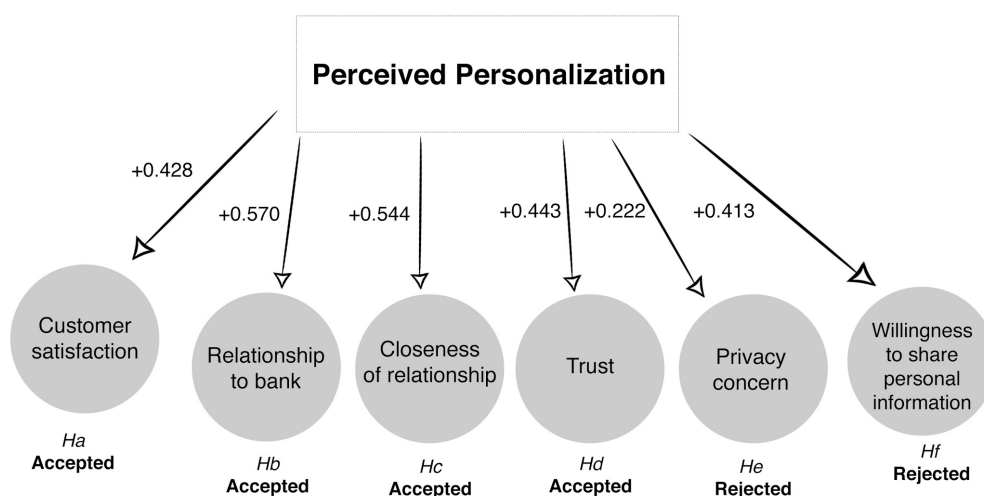 Perceived Personalization
+0.428
+0.570
+0.544
+0.443
+0.222
+0.413
Customer
satisfaction
Relationship
to bank
Closeness
of relationship
Trust
Privacy
concern
Willingness
to share
personal
information
Ha
Accepted
Hb
Accepted
Hc
Accepted
Hd
Accepted
He
Rejected
Hf
Rejected